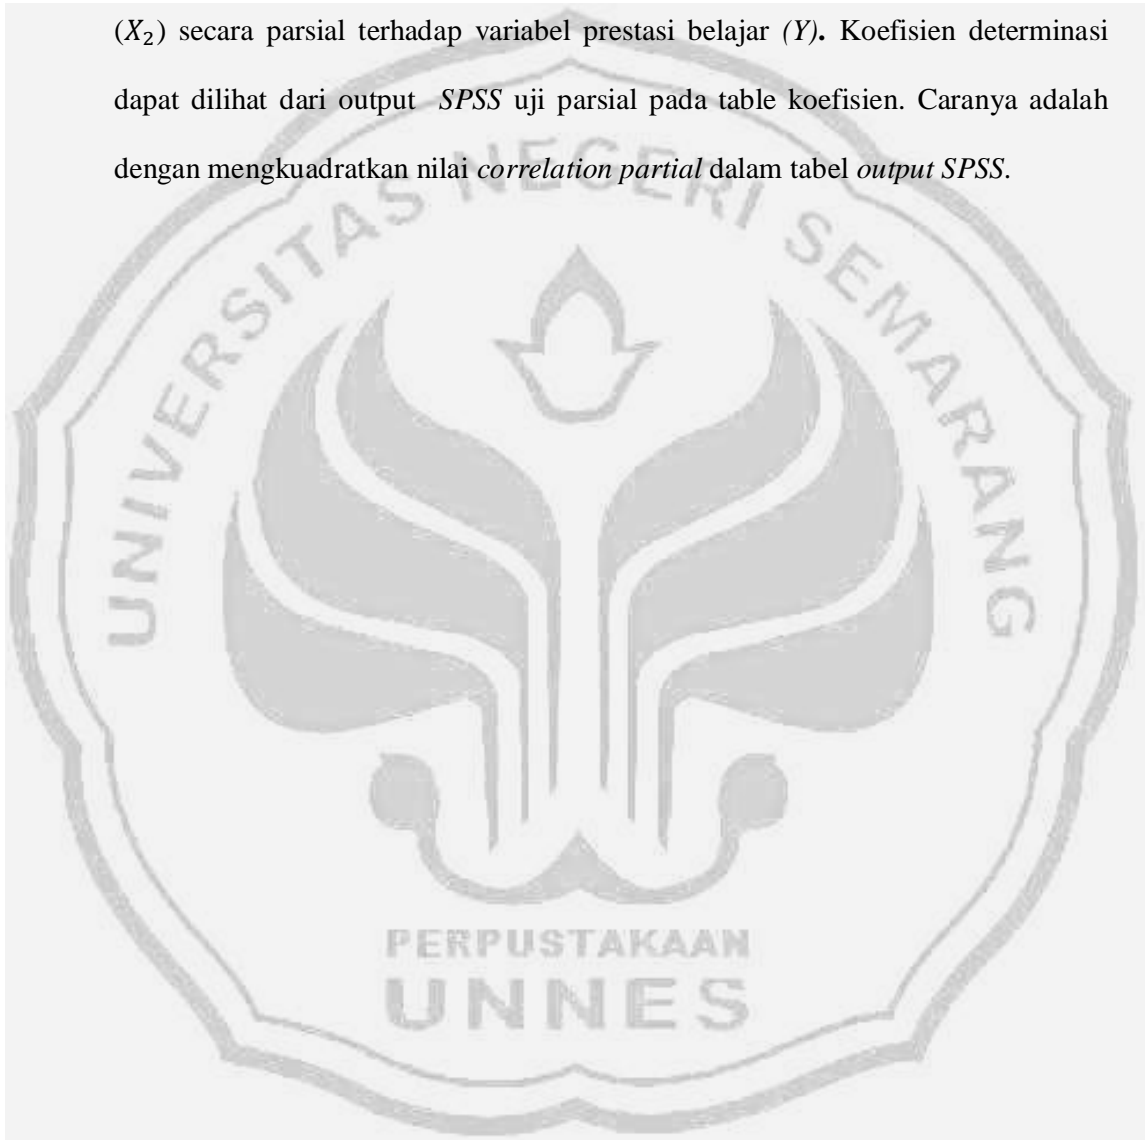 (X₂) secara parsial terhadap variabel prestasi belajar (Y). Koefisien determinasi
dapat dilihat dari output SPSS uji parsial pada table koefisien. Caranya adalah
dengan mengkuadratkan nilai correlation partial dalam tabel output SPSS.
UNIVERSITAS NEGERI SEMARANG
PERPUSTAKAAN
UNNES